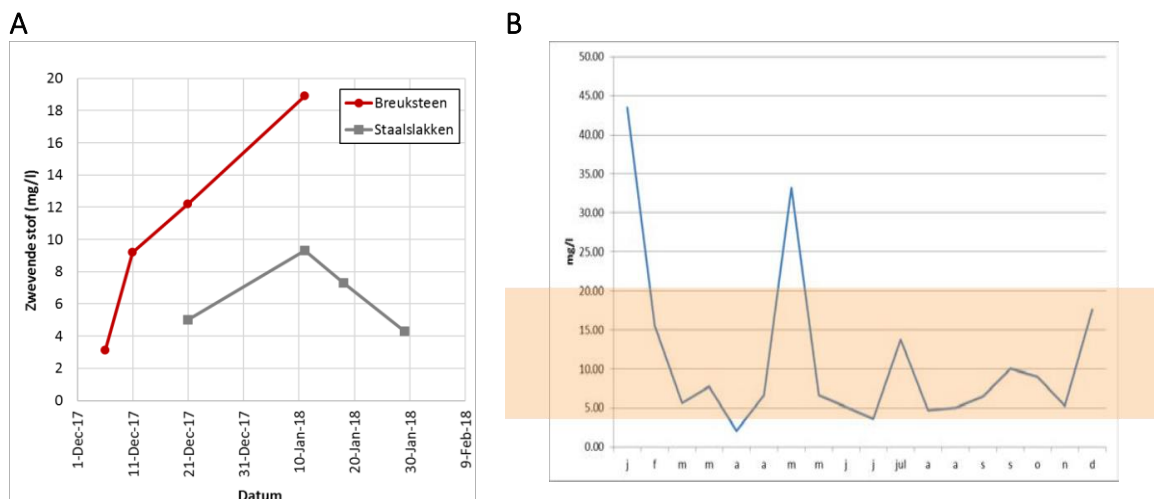 A
B
20
18
16
14
12
10
8
6
4
2
0
Zwevende stof (mg/l)
Breuksteen
Staalslakken
1-Dec-17
11-Dec-17
21-Dec-17
31-Dec-17
10-Jan-18
20-Jan-18
30-Jan-18
9-Feb-18
Datum
50.00
45.00
40.00
35.00
30.00
25.00
20.00
15.00
10.00
5.00
0.00
mg/l
j f m m a a m m j j jul a a s s o n d